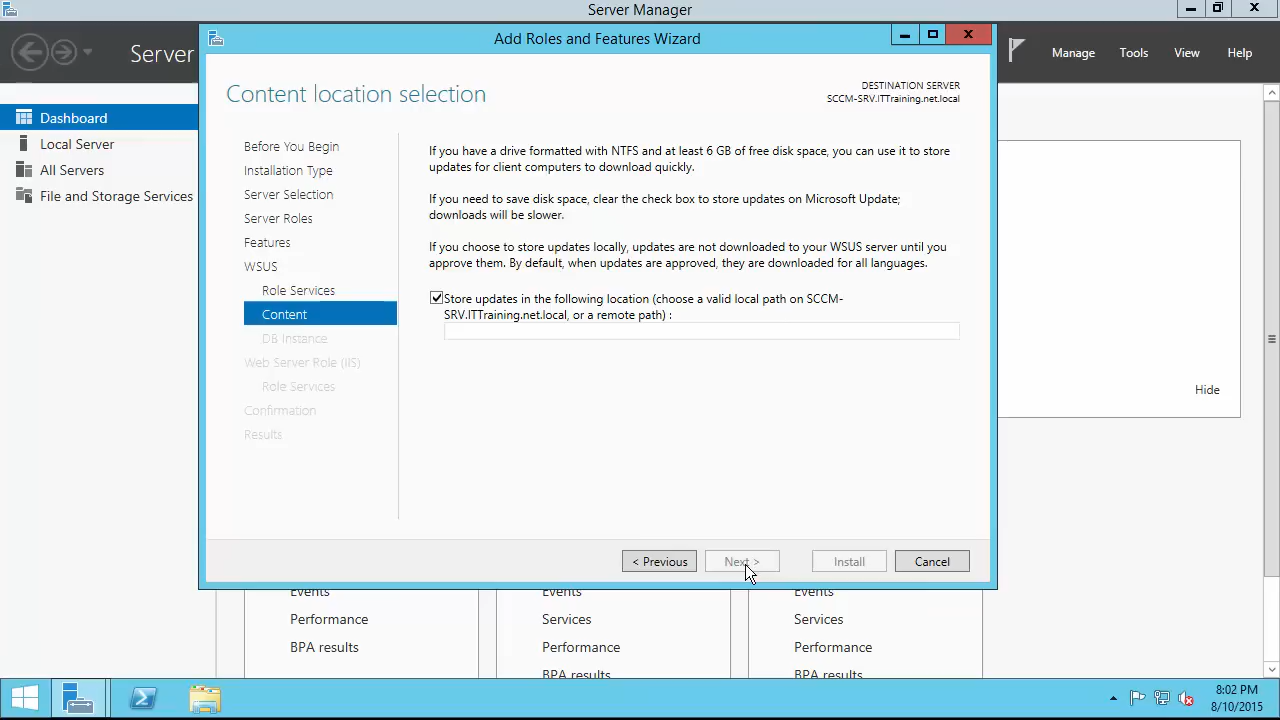 Server Manager
Add Roles and Features Wizard
Server
Manage
Tools
View
Help
Content location selection
DESTINATION SERVER
SCCM-SRV.ITTraining.net.local
Dashboard
Local Server
All Servers
File and Storage Services
Before You Begin
Installation Type
Server Selection
Server Roles
Features
WSUS
Role Services
Content
DB Instance
Web Server Role (IIS)
Role Services
Confirmation
Results
If you have a drive formatted with NTFS and at least 6 GB of free disk space, you can use it to store
updates for client computers to download quickly.
If you need to save disk space, clear the check box to store updates on Microsoft Update;
downloads will be slower.
If you choose to store updates locally, updates are not downloaded to your WSUS server until you
approve them. By default, when updates are approved, they are downloaded for all languages.
Store updates in the following location (choose a valid local path on SCCM-
SRV.ITTraining.net.local, or a remote path) :
Hide
< Previous
Next >
Install
Cancel
Events
Performance
BPA results
Events
Services
Performance
BPA results
Events
Services
Performance
BPA results
8:02 PM
8/10/2015